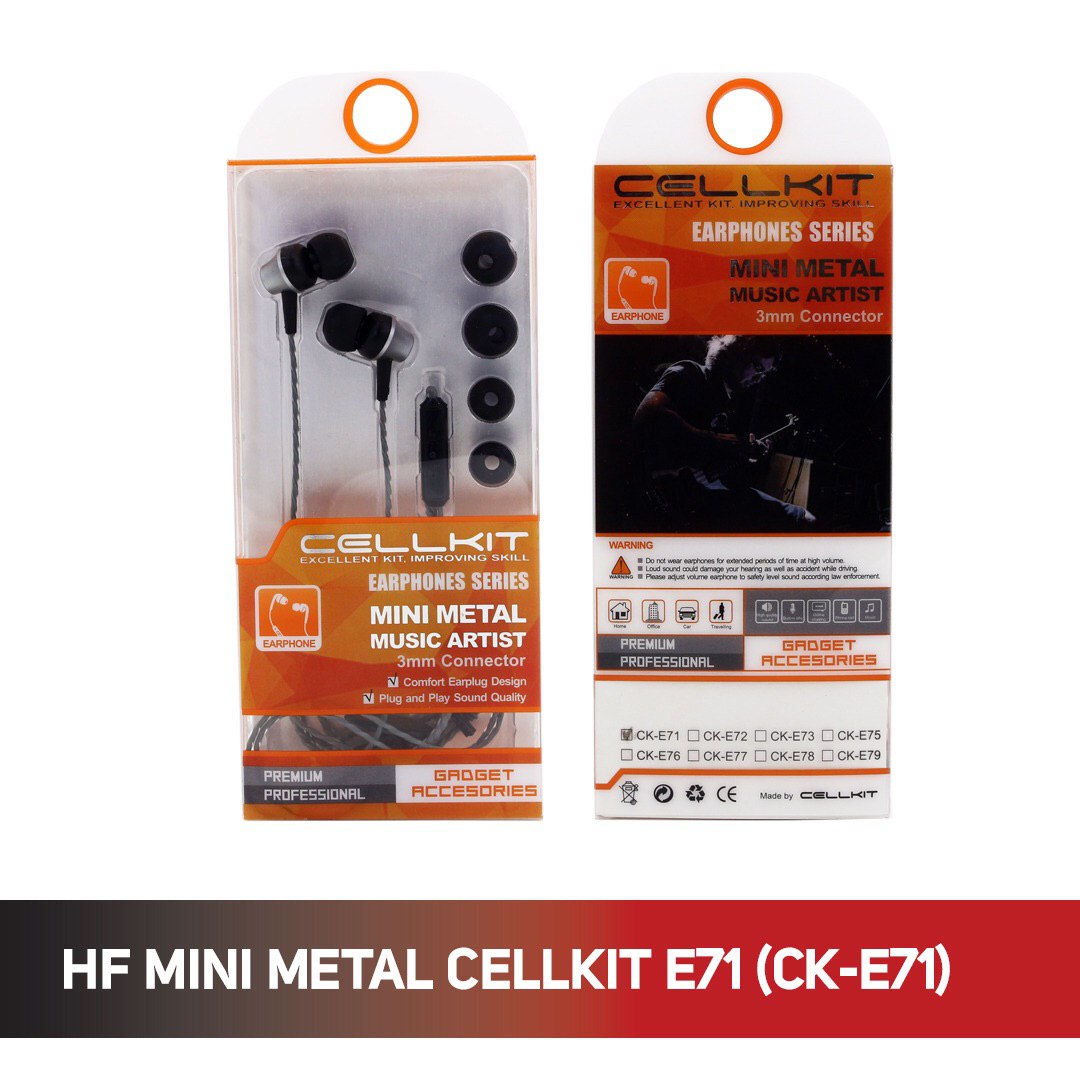 CELLKIT
EXCELLENT KIT, IMPROVING SKILL
EARPHONES SERIES
EARPHONE
MINI METAL
MUSIC ARTIST
3mm Connector
Comfort Earplug Design
Plug and Play Sound Quality
PREMIUM
PROFESSIONAL
GADGET
ACCESORIES
CELLKIT
EXCELLENT KIT, IMPROVING SKILL
EARPHONES SERIES
EARPHONE
MINI METAL
MUSIC ARTIST
3mm Connector
WARNING
WARNING
Do not wear earphones for extended periods of time at high volume.
Loud sound could damage your hearing as well as accident while driving.
Please adjust volume earphone to safety level sound according law enforcement.
Home Office Car Travelling
PREMIUM
PROFESSIONAL
GADGET
ACCESORIES
CK-E71 CK-E72 CK-E73 CK-E75
CK-E76 CK-E77 CK-E78 CK-E79
CE
Made by CELLKIT
HF MINI METAL CELLKIT E71 (CK-E71)